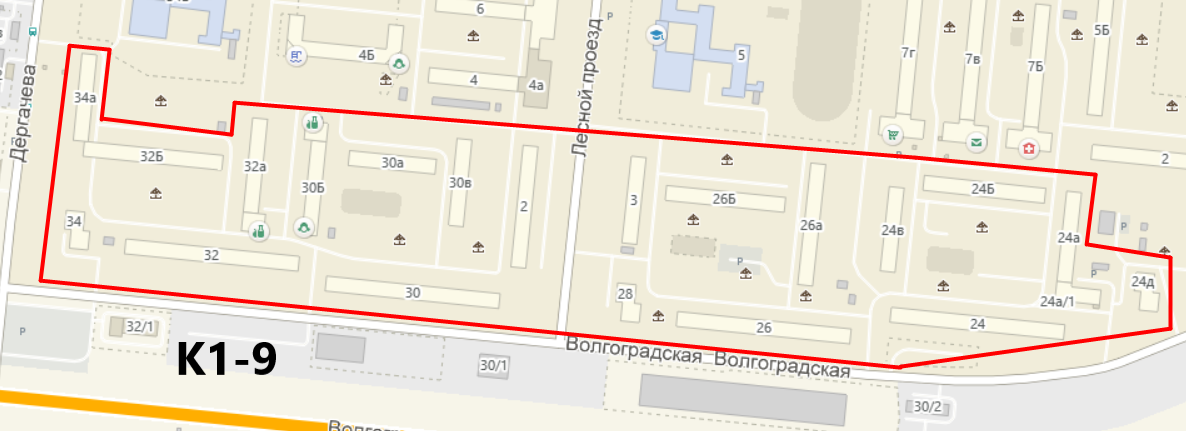 6
5
7г
7в
7Б
5Б
4Б
4
4а
Р
2
Дергачева
Лесной проезд
34а
32Б
32а
30Б
30а
30в
2
3
26Б
26а
24в
24Б
24а
34
32
30
28
26
Р
Р
Р
24
24а/1
24д
Р
32/1
К1-9
30/1
Волгоградская Волгоградская
30/2